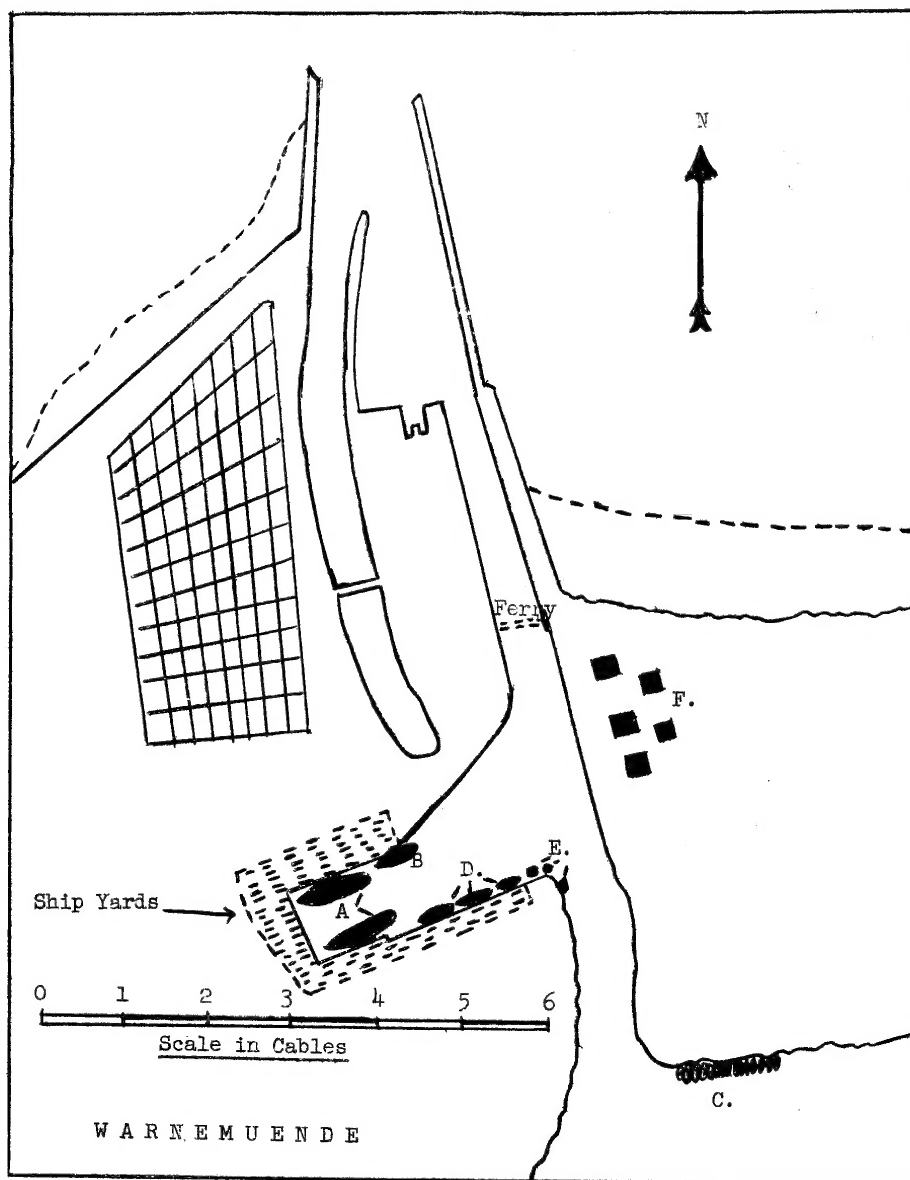 N
Ferry
F.
B
E.
D.
A
Ship Yards
0 1 2 3 4 5 6
Scale in Cables
C.
WARNEMUENDE